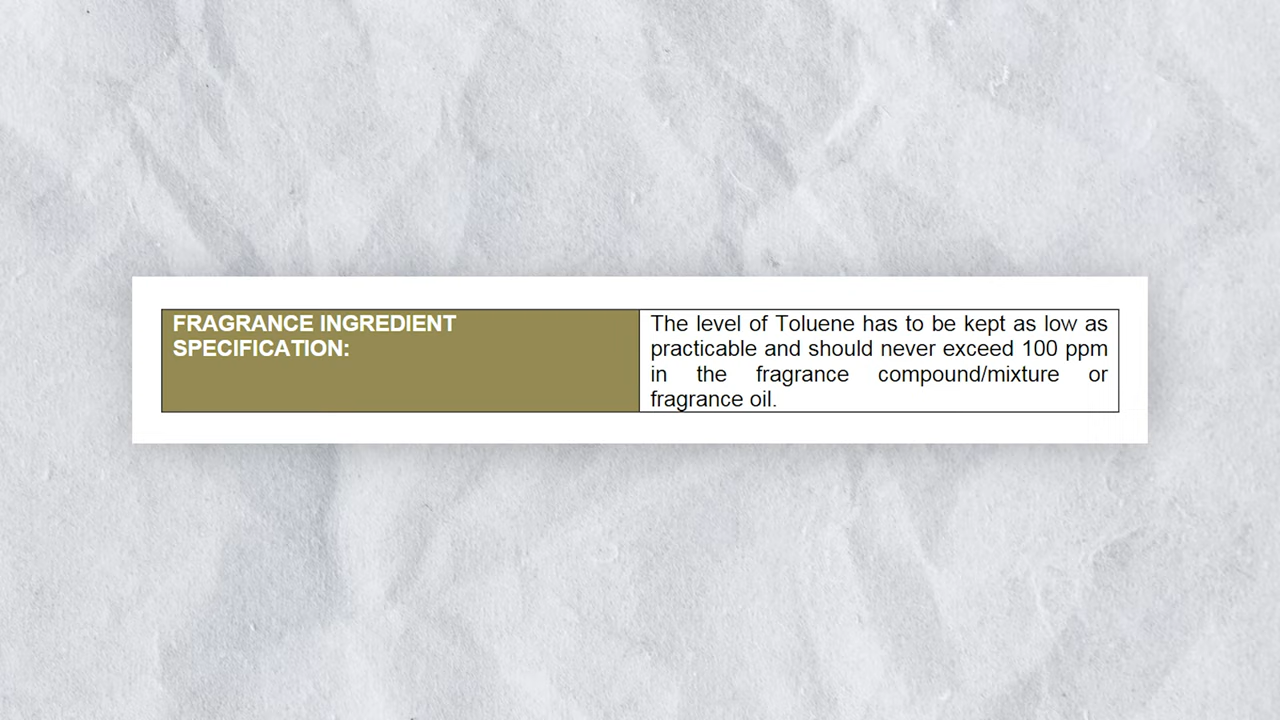 FRAGRANCE INGREDIENT
SPECIFICATION:
The level of Toluene has to be kept as low as
practicable and should never exceed 100 ppm
in the fragrance compound/mixture or
fragrance oil.